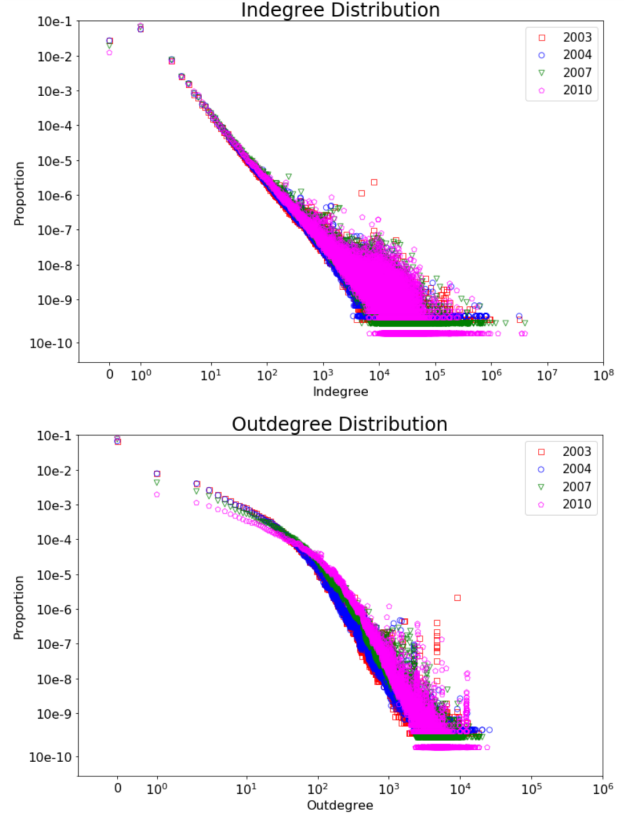 Indegree Distribution
10e-1
10e-2
10e-3
10e-4
10e-5
10e-6
10e-7
10e-8
10e-9
10e-10
Proportion
2003
2004
2007
2010
0 10⁰ 10¹ 10² 10³ 10⁴ 10⁵ 10⁶ 10⁷ 10⁸
Indegree
Outdegree Distribution
10e-1
10e-2
10e-3
10e-4
10e-5
10e-6
10e-7
10e-8
10e-9
10e-10
Proportion
2003
2004
2007
2010
0 10⁰ 10¹ 10² 10³ 10⁴ 10⁵ 10⁶
Outdegree